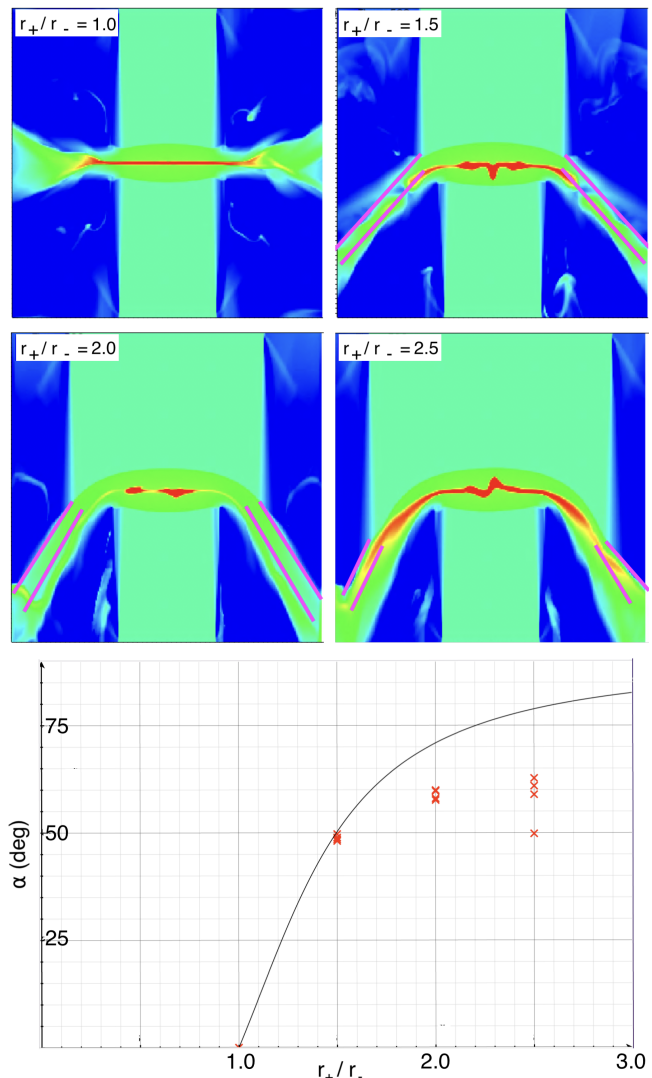 r+/r- = 1.0
r+/r- = 1.5
r+/r- = 2.0
r+/r- = 2.5
75
50
25
α (deg)
1.0
2.0
3.0
r+/r-